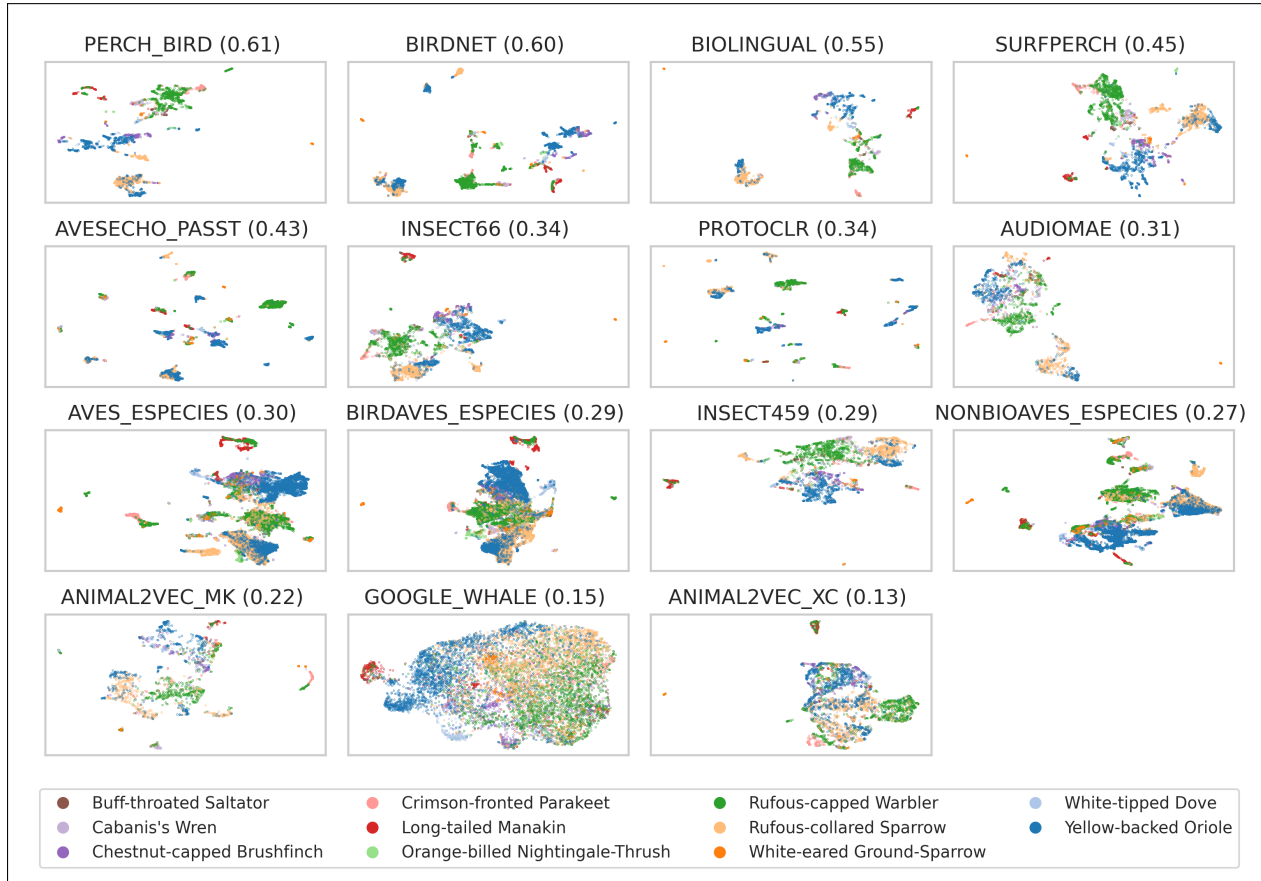 PERCH_BIRD (0.61) BIRDNET (0.60) BIOLINGUAL (0.55) SURFPERCH (0.45)
AVESECHO_PASST (0.43) INSECT66 (0.34) PROTOCLR (0.34) AUDIOMAE (0.31)
AVES_ESPECIES (0.30) BIRDAVES_ESPECIES (0.29) INSECT459 (0.29) NONBIOAVES_ESPECIES (0.27)
ANIMAL2VEC_MK (0.22) GOOGLE_WHALE (0.15) ANIMAL2VEC_XC (0.13)
Buff-throated Saltator Crimson-fronted Parakeet Rufous-capped Warbler White-tipped Dove
Cabanis's Wren Long-tailed Manakin Rufous-collared Sparrow Yellow-backed Oriole
Chestnut-capped Brushfinch Orange-billed Nightingale-Thrush White-eared Ground-Sparrow